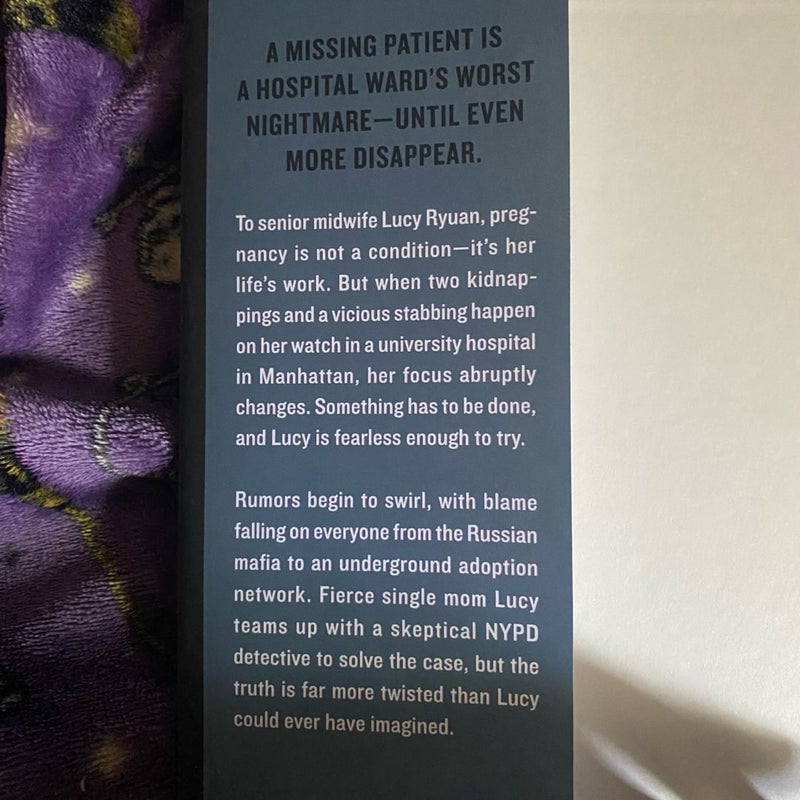 A MISSING PATIENT IS
A HOSPITAL WARD'S WORST
NIGHTMARE—UNTIL EVEN
MORE DISAPPEAR.
To senior midwife Lucy Ryuan, preg-
nancy is not a condition—it's her
life's work. But when two kidnap-
pings and a vicious stabbing happen
on her watch in a university hospital
in Manhattan, her focus abruptly
changes. Something has to be done,
and Lucy is fearless enough to try.
Rumors begin to swirl, with blame
falling on everyone from the Russian
mafia to an underground adoption
network. Fierce single mom Lucy
teams up with a skeptical NYPD
detective to solve the case, but the
truth is far more twisted than Lucy
could ever have imagined.